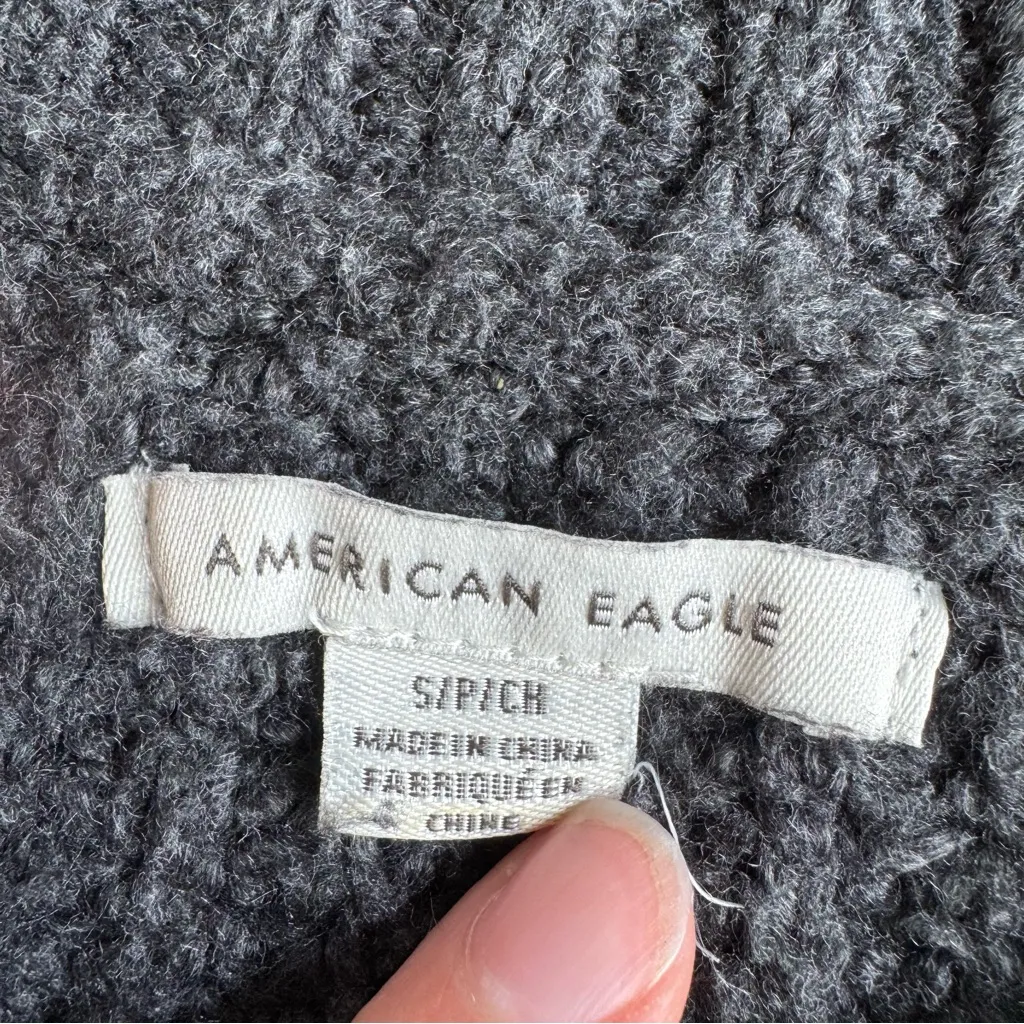 AMERICAN EAGLE
S/P/CH
MADE IN CHINA
FABRIQUÉ EN
CHINE